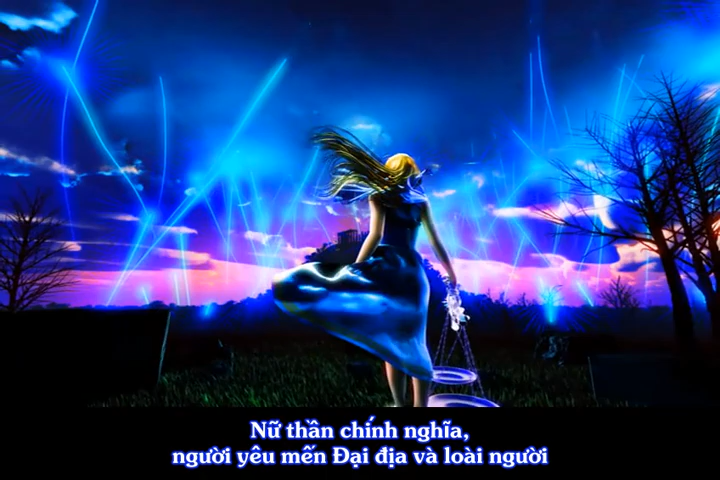 Nữ thần chính nghĩa,
người yêu mến Đại địa và loài người